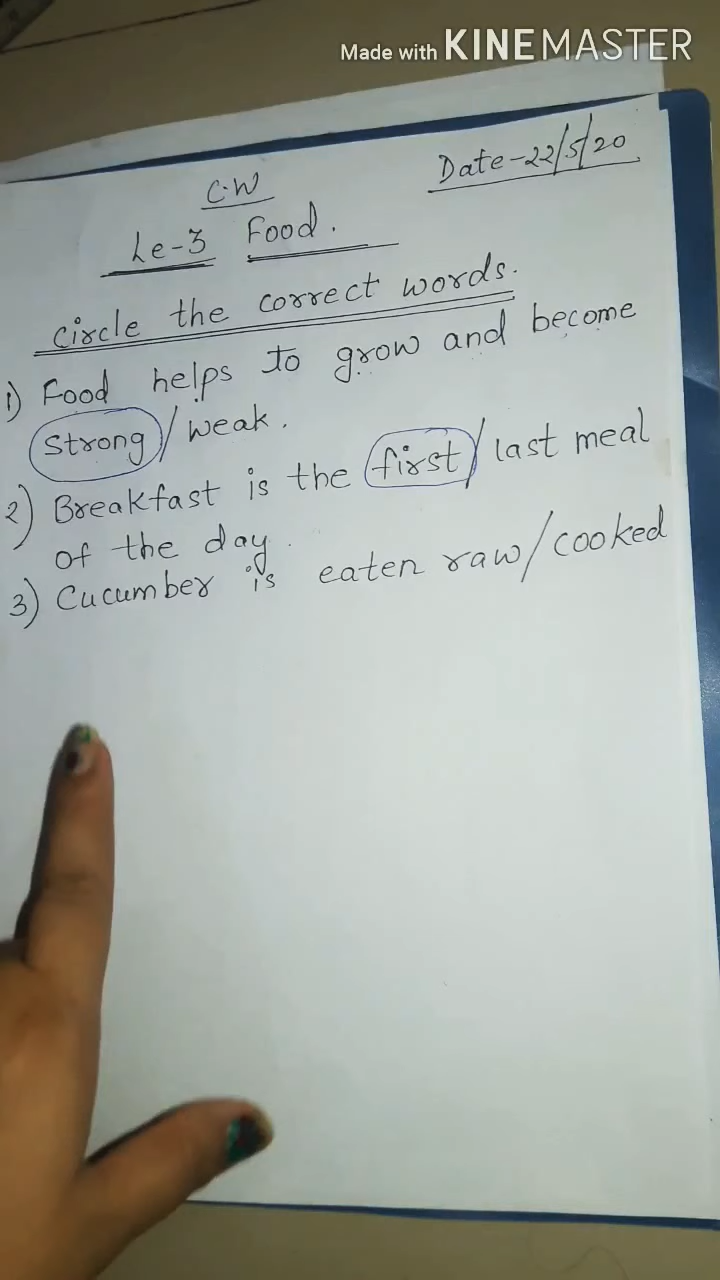 Made with KINEMASTER
C.W
Date-22/5/20
Le-3 Food.
circle the correct words.
1) Food helps to grow and become
Strong/weak.
2) Breakfast is the first/last meal
of the day.
3) Cucumber is eaten raw/cooked